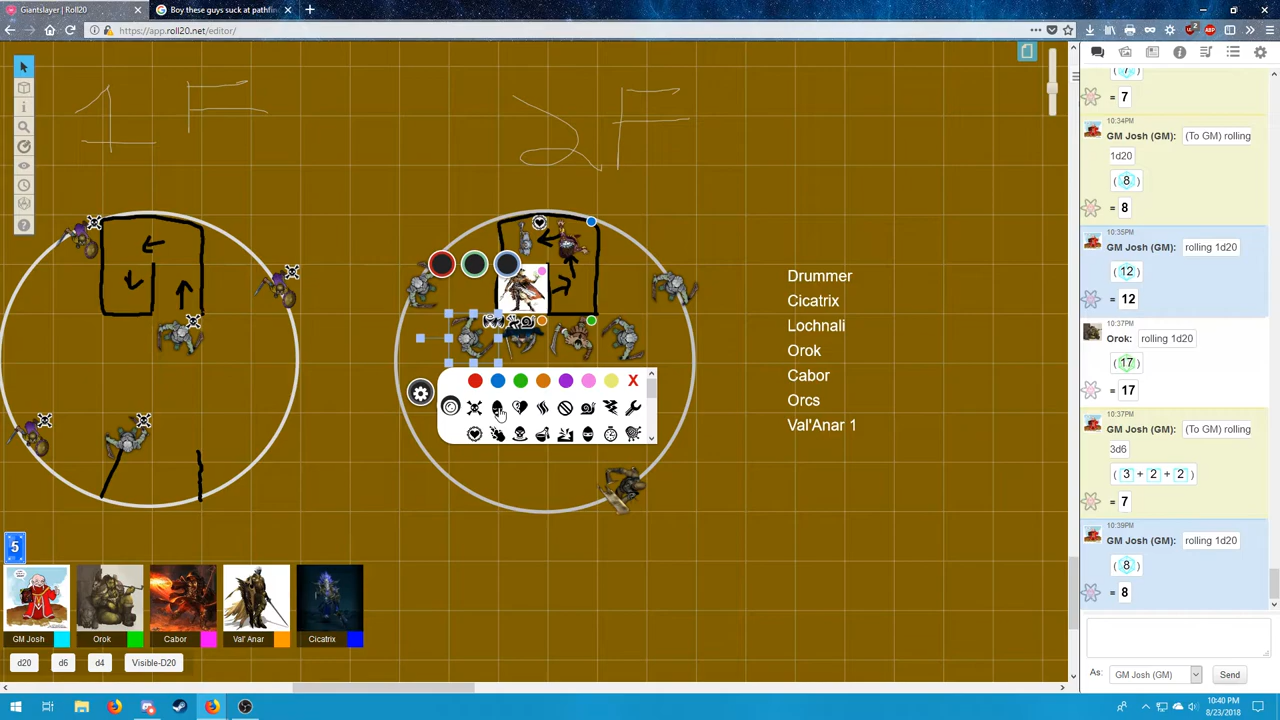 Giantslayer | Roll20
Boy these guys suck at pathfin
https://app.roll20.net/editor/
1 F
2F
7
= 7
10:34PM
GM Josh (GM): (To GM) rolling
1d20
( 8 )
= 8
10:35PM
GM Josh (GM): rolling 1d20
( 12 )
= 12
10:37PM
Orok: rolling 1d20
( 17 )
= 17
10:37PM
GM Josh (GM): (To GM) rolling
3d6
( 3 + 2 + 2 )
= 7
10:39PM
GM Josh (GM): rolling 1d20
( 8 )
= 8
Drummer
Cicatrix
Lochnali
Orok
Cabor
Orcs
Val'Anar 1
X
5
GM Josh
Orok
Cabor
Val' Anar
Cicatrix
d20
d6
d4
Visible-D20
As: GM Josh (GM)
Send
10:40 PM
8/23/2018